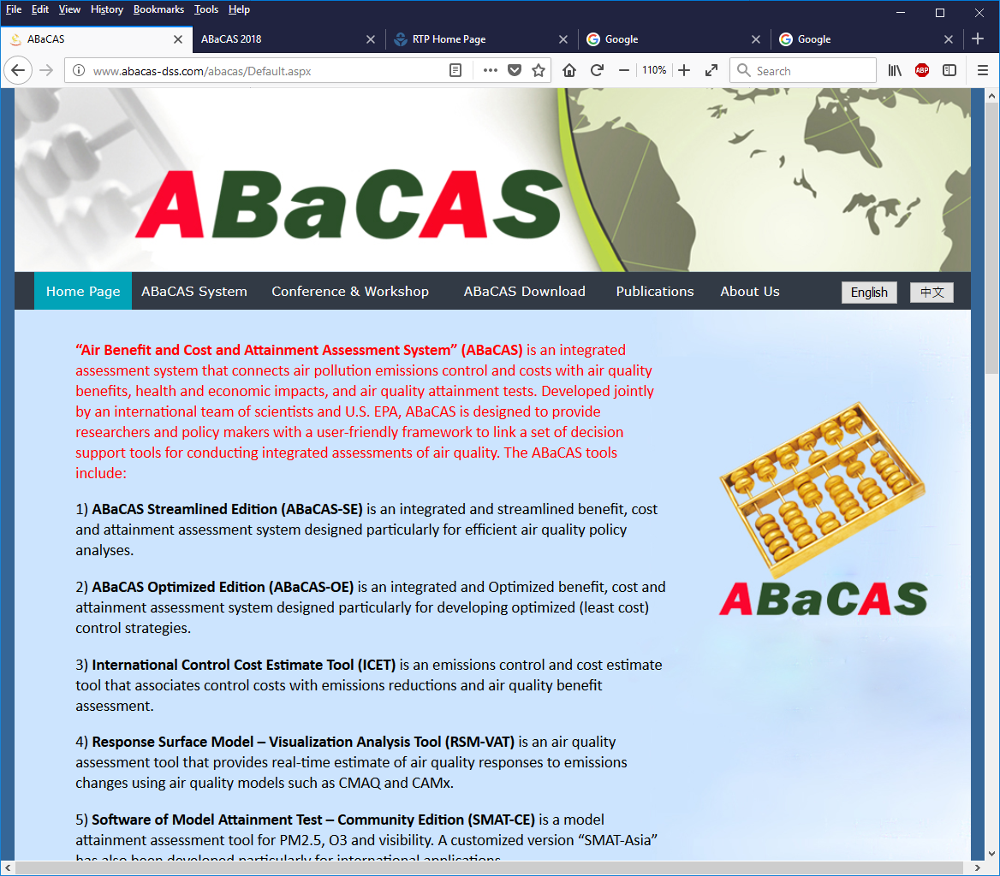 File Edit View History Bookmarks Tools Help
ABaCAS
ABaCAS 2018
RTP Home Page
Google
Google
www.abacas-dss.com/abacas/Default.aspx
110%
Search
ABP
ABaCAS
Home Page ABaCAS System Conference & Workshop ABaCAS Download Publications About Us English 中文
“Air Benefit and Cost and Attainment Assessment System” (ABaCAS) is an integrated
assessment system that connects air pollution emissions control and costs with air quality
benefits, health and economic impacts, and air quality attainment tests. Developed jointly
by an international team of scientists and U.S. EPA, ABaCAS is designed to provide
researchers and policy makers with a user-friendly framework to link a set of decision
support tools for conducting integrated assessments of air quality. The ABaCAS tools
include:
1) ABaCAS Streamlined Edition (ABaCAS-SE) is an integrated and streamlined benefit, cost
and attainment assessment system designed particularly for efficient air quality policy
analyses.
2) ABaCAS Optimized Edition (ABaCAS-OE) is an integrated and Optimized benefit, cost and
attainment assessment system designed particularly for developing optimized (least cost)
control strategies.
3) International Control Cost Estimate Tool (ICET) is an emissions control and cost estimate
tool that associates control costs with emissions reductions and air quality benefit
assessment.
4) Response Surface Model – Visualization Analysis Tool (RSM-VAT) is an air quality
assessment tool that provides real-time estimate of air quality responses to emissions
changes using air quality models such as CMAQ and CAMx.
5) Software of Model Attainment Test – Community Edition (SMAT-CE) is a model
attainment assessment tool for PM2.5, O3 and visibility. A customized version “SMAT-Asia”
has also been developed particularly for international applications.
ABaCAS